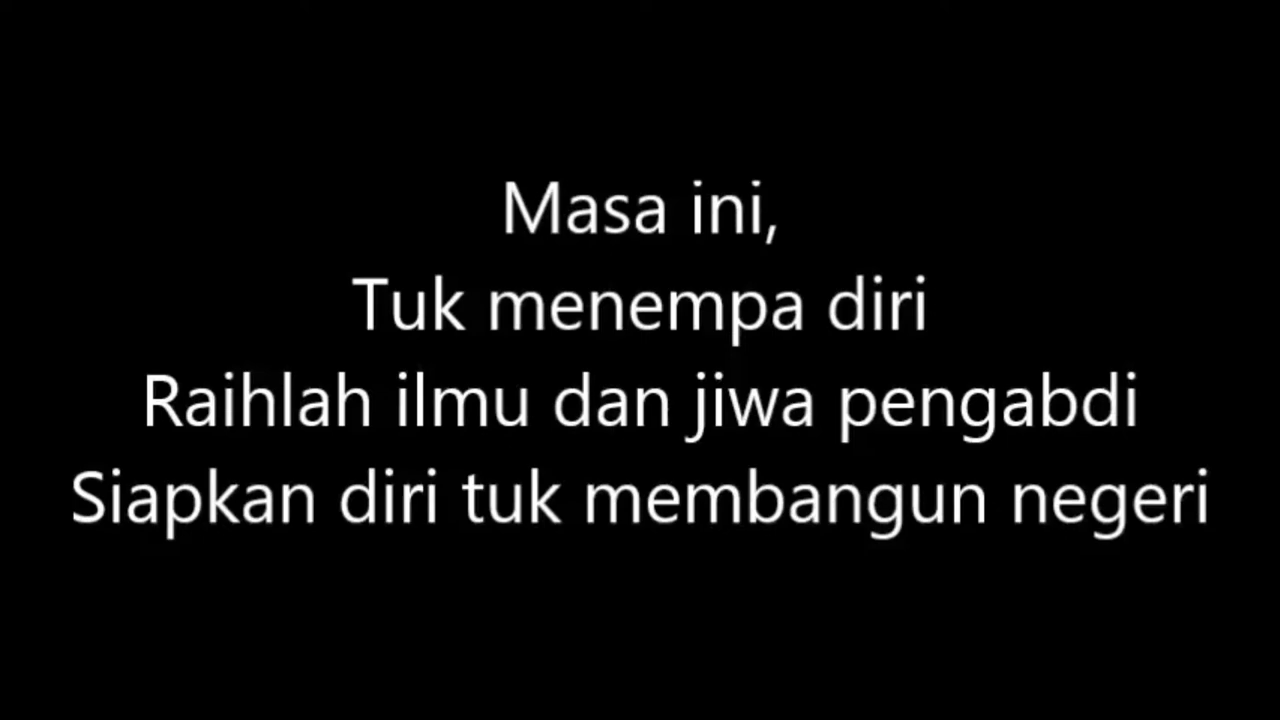 Masa ini,
Tuk menempa diri
Raihlah ilmu dan jiwa pengabdi
Siapkan diri tuk membangun negeri